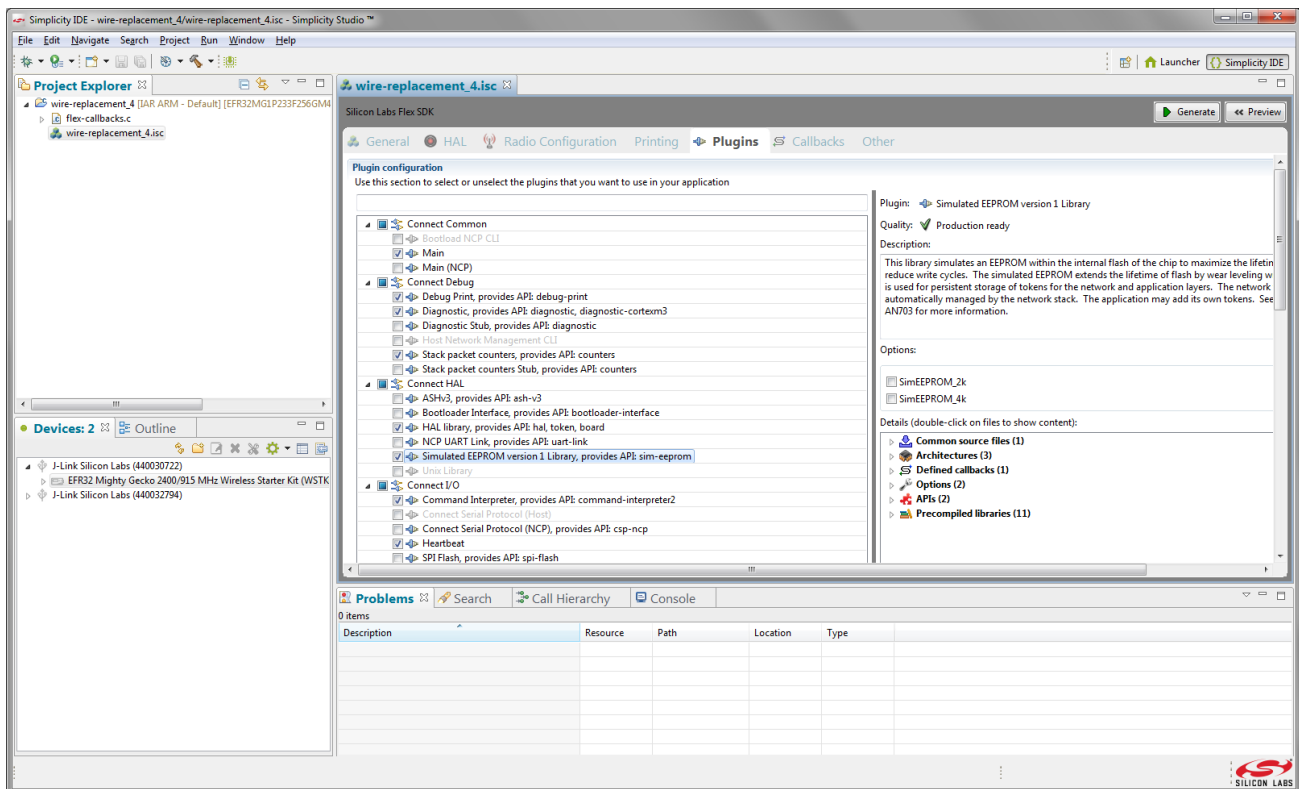 Simplicity IDE - wire-replacement_4/wire-replacement_4.isc - Simplicity Studio ™
File Edit Navigate Search Project Run Window Help
Launcher Simplicity IDE
Project Explorer
wire-replacement_4 [IAR ARM - Default] [EFR32MG1P233F256GM4
flex-callbacks.c
wire-replacement_4.isc
Devices: 2 Outline
J-Link Silicon Labs (440030722)
EFR32 Mighty Gecko 2400/915 MHz Wireless Starter Kit (WSTK
J-Link Silicon Labs (440032794)
wire-replacement_4.isc
Silicon Labs Flex SDK
Generate Preview
General HAL Radio Configuration Printing Plugins Callbacks Other
Plugin configuration
Use this section to select or unselect the plugins that you want to use in your application
Connect Common
Bootload NCP CLI
Main
Main (NCP)
Connect Debug
Debug Print, provides API: debug-print
Diagnostic, provides API: diagnostic, diagnostic-cortexm3
Diagnostic Stub, provides API: diagnostic
Host Network Management CLI
Stack packet counters, provides API: counters
Stack packet counters Stub, provides API: counters
Connect HAL
ASHv3, provides API: ash-v3
Bootloader Interface, provides API: bootloader-interface
HAL library, provides API: hal, token, board
NCP UART Link, provides API: uart-link
Simulated EEPROM version 1 Library, provides API: sim-eeprom
Unix Library
Connect I/O
Command Interpreter, provides API: command-interpreter2
Connect Serial Protocol (Host)
Connect Serial Protocol (NCP), provides API: csp-ncp
Heartbeat
SPI Flash, provides API: spi-flash
Plugin: Simulated EEPROM version 1 Library
Quality: Production ready
Description:
This library simulates an EEPROM within the internal flash of the chip to maximize the lifetin
reduce write cycles. The simulated EEPROM extends the lifetime of flash by wear leveling w
is used for persistent storage of tokens for the network and application layers. The network
automatically managed by the network stack. The application may add its own tokens. See
AN703 for more information.
Options:
SimEEPROM_2k
SimEEPROM_4k
Details (double-click on files to show content):
Common source files (1)
Architectures (3)
Defined callbacks (1)
Options (2)
APIs (2)
Precompiled libraries (11)
Problems Search Call Hierarchy Console
0 items
Description Resource Path Location Type
SILICON LABS